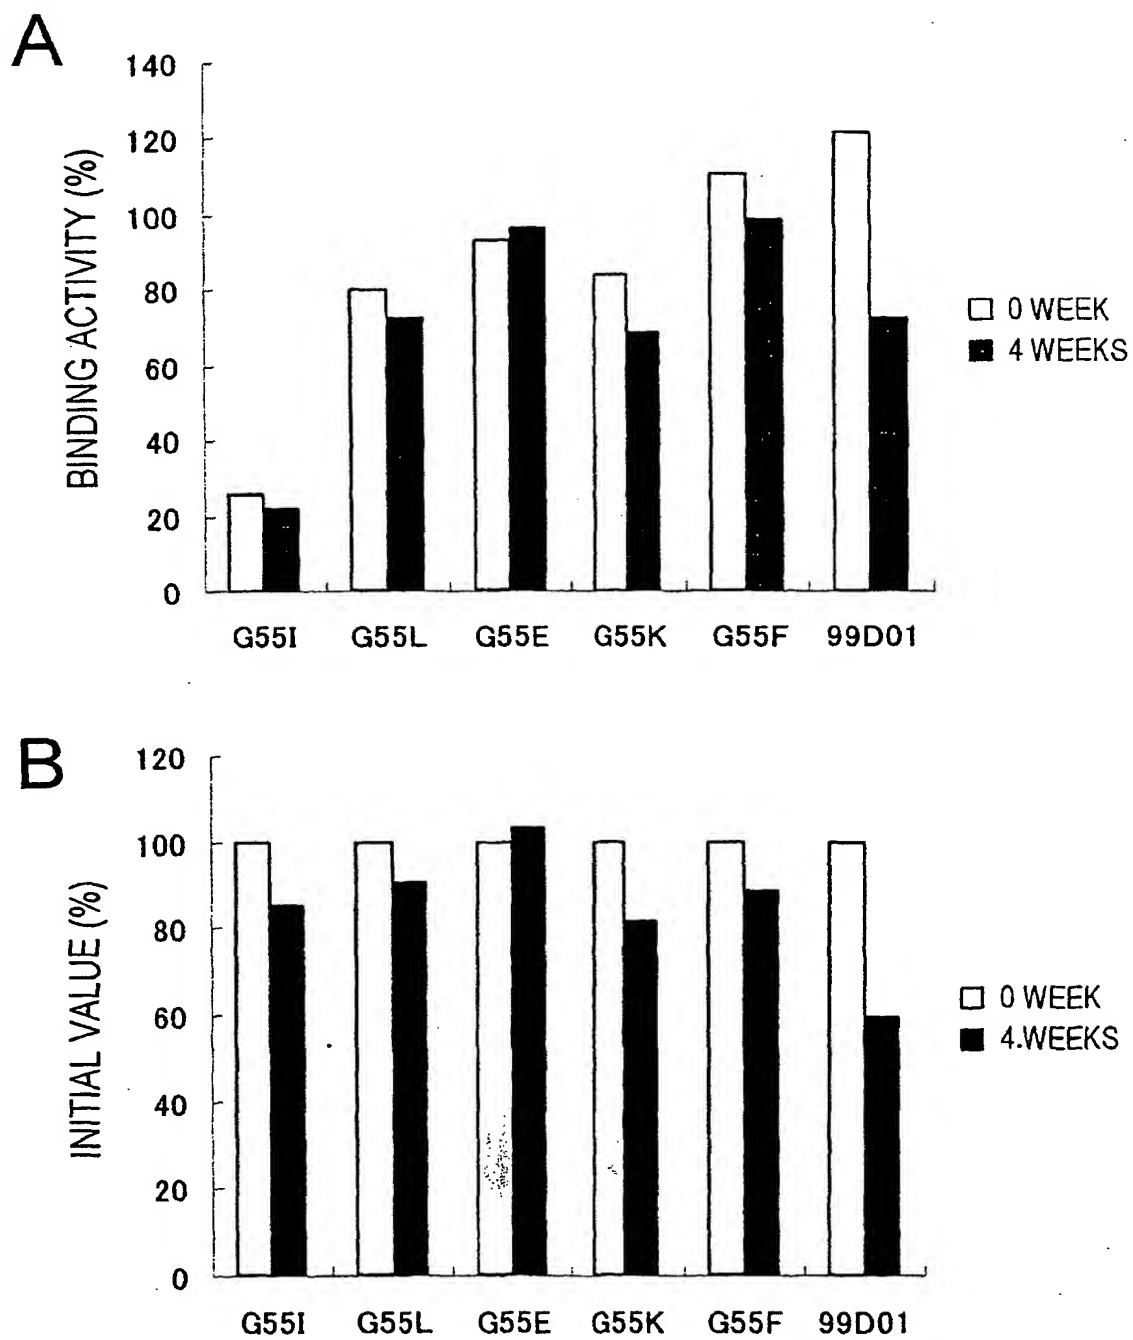 A
140
120
100
80
60
40
20
0
BINDING ACTIVITY (%)
G55I G55L G55E G55K G55F 99D01
0 WEEK
4 WEEKS
B
120
100
80
60
40
20
0
INITIAL VALUE (%)
G55I G55L G55E G55K G55F 99D01
0 WEEK
4.WEEKS